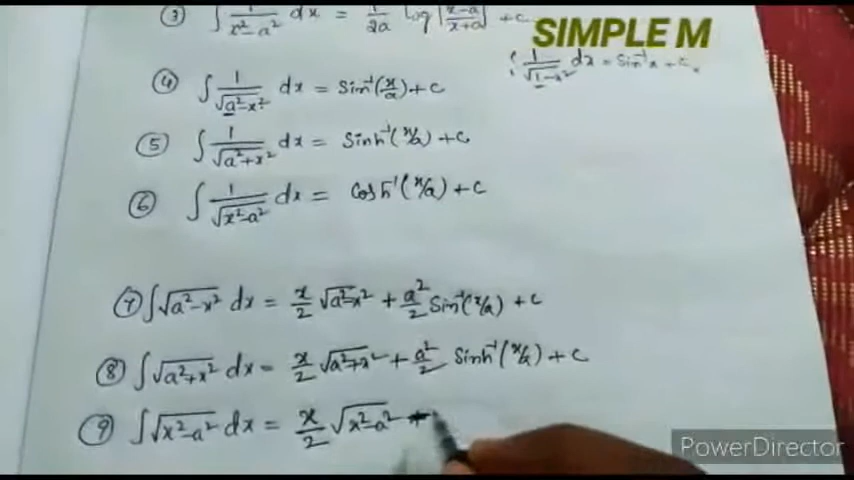 ③ ∫ 1/(x²-a²) dx = 1/2a log |x-a/x+a| + c
SIMPLE M
∫ 1/√(1-x²) dx = Sin⁻¹x + c.
④ ∫ 1/√(a²-x²) dx = Sin⁻¹(x/a) + c
⑤ ∫ 1/√(a²+x²) dx = Sinh⁻¹(x/a) + c
⑥ ∫ 1/√(x²-a²) dx = Cosh⁻¹(x/a) + c
⑦ ∫√(a²-x²) dx = x/2 √(a²-x²) + a²/2 Sin⁻¹(x/a) + c
⑧ ∫√(a²+x²) dx = x/2 √(a²+x²) + a²/2 Sinh⁻¹(x/a) + c
⑨ ∫√(x²-a²) dx = x/2 √(x²-a²)
PowerDirector